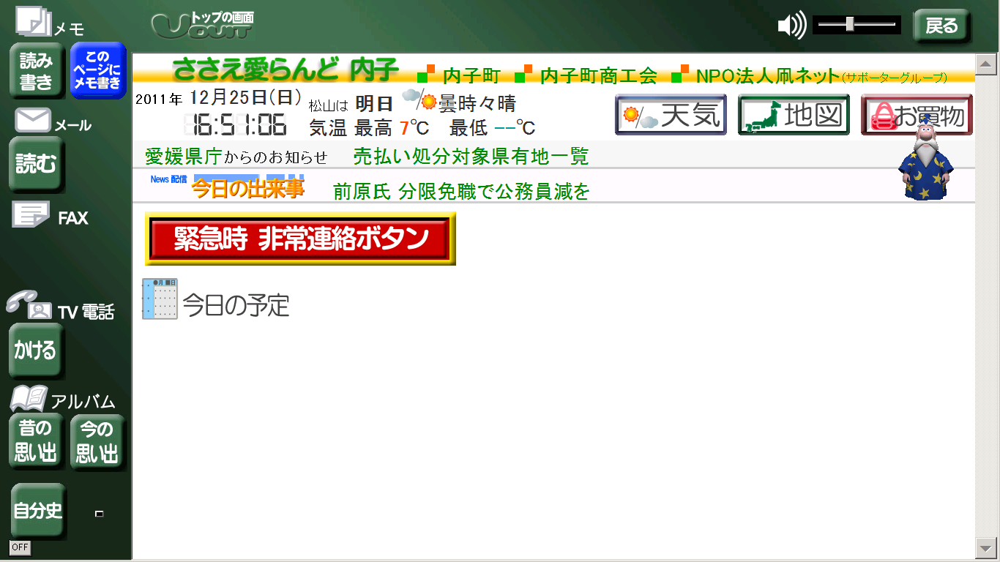 メモ
読み
書き
この
ページに
メモ書き
メール
読む
FAX
TV 電話
かける
アルバム
昔の
思い出
今の
思い出
自分史
OFF
トップの画面
QUIT
戻る
ささえ愛らんど 内子
内子町
内子町商工会
NPO法人凧ネット(サポーターグループ)
2011年 12月25日(日)
16:51:06
松山は 明日 曇時々晴
気温 最高 7℃ 最低 --℃
天気
地図
お買物
愛媛県庁からのお知らせ 売払い処分対象県有地一覧
News 配信 今日の出来事 前原氏 分限免職で公務員減を
緊急時 非常連絡ボタン
今日の予定